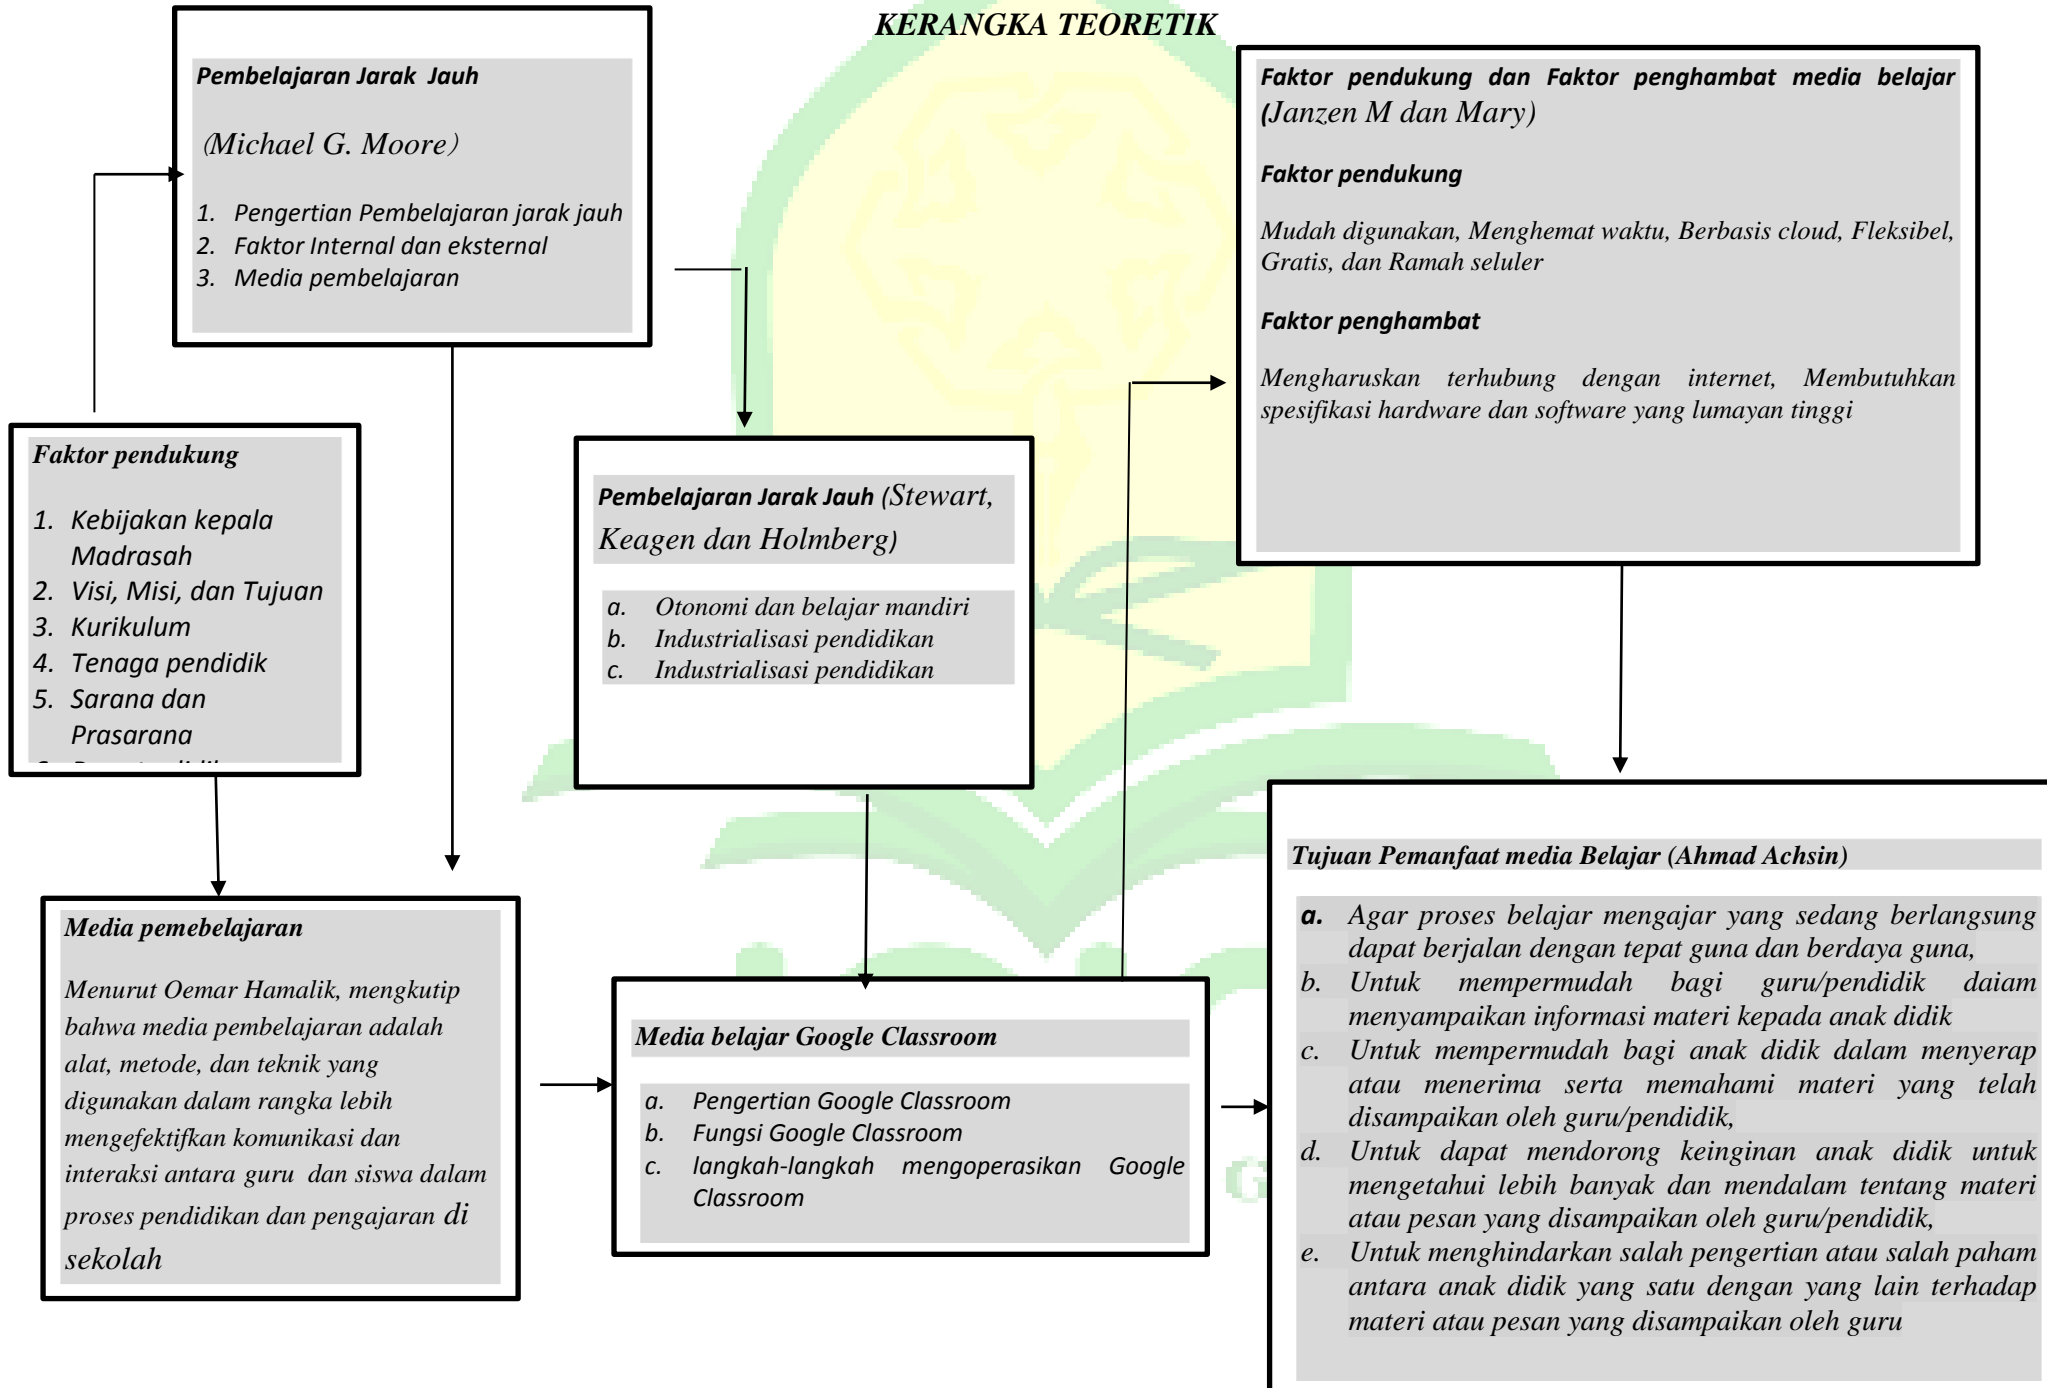 KERANGKA TEORETIK
Pembelajaran Jarak Jauh
(Michael G. Moore)
1. Pengertian Pembelajaran jarak jauh
2. Faktor Internal dan eksternal
3. Media pembelajaran
Faktor pendukung dan Faktor penghambat media belajar
(Janzen M dan Mary)
Faktor pendukung
Mudah digunakan, Menghemat waktu, Berbasis cloud, Fleksibel,
Gratis, dan Ramah seluler
Faktor penghambat
Mengharuskan terhubung dengan internet, Membutuhkan
spesifikasi hardware dan software yang lumayan tinggi
Faktor pendukung
1. Kebijakan kepala
Madrasah
2. Visi, Misi, dan Tujuan
3. Kurikulum
4. Tenaga pendidik
5. Sarana dan
Prasarana
Pembelajaran Jarak Jauh (Stewart,
Keagen dan Holmberg)
a. Otonomi dan belajar mandiri
b. Industrialisasi pendidikan
c. Industrialisasi pendidikan
Media pemebelajaran
Menurut Oemar Hamalik, mengkutip
bahwa media pembelajaran adalah
alat, metode, dan teknik yang
digunakan dalam rangka lebih
mengefektifkan komunikasi dan
interaksi antara guru dan siswa dalam
proses pendidikan dan pengajaran di
sekolah
Media belajar Google Classroom
a. Pengertian Google Classroom
b. Fungsi Google Classroom
c. langkah-langkah mengoperasikan Google
Classroom
Tujuan Pemanfaat media Belajar (Ahmad Achsin)
a. Agar proses belajar mengajar yang sedang berlangsung
dapat berjalan dengan tepat guna dan berdaya guna,
b. Untuk mempermudah bagi guru/pendidik daiam
menyampaikan informasi materi kepada anak didik
c. Untuk mempermudah bagi anak didik dalam menyerap
atau menerima serta memahami materi yang telah
disampaikan oleh guru/pendidik,
d. Untuk dapat mendorong keinginan anak didik untuk
mengetahui lebih banyak dan mendalam tentang materi
atau pesan yang disampaikan oleh guru/pendidik,
e. Untuk menghindarkan salah pengertian atau salah paham
antara anak didik yang satu dengan yang lain terhadap
materi atau pesan yang disampaikan oleh guru